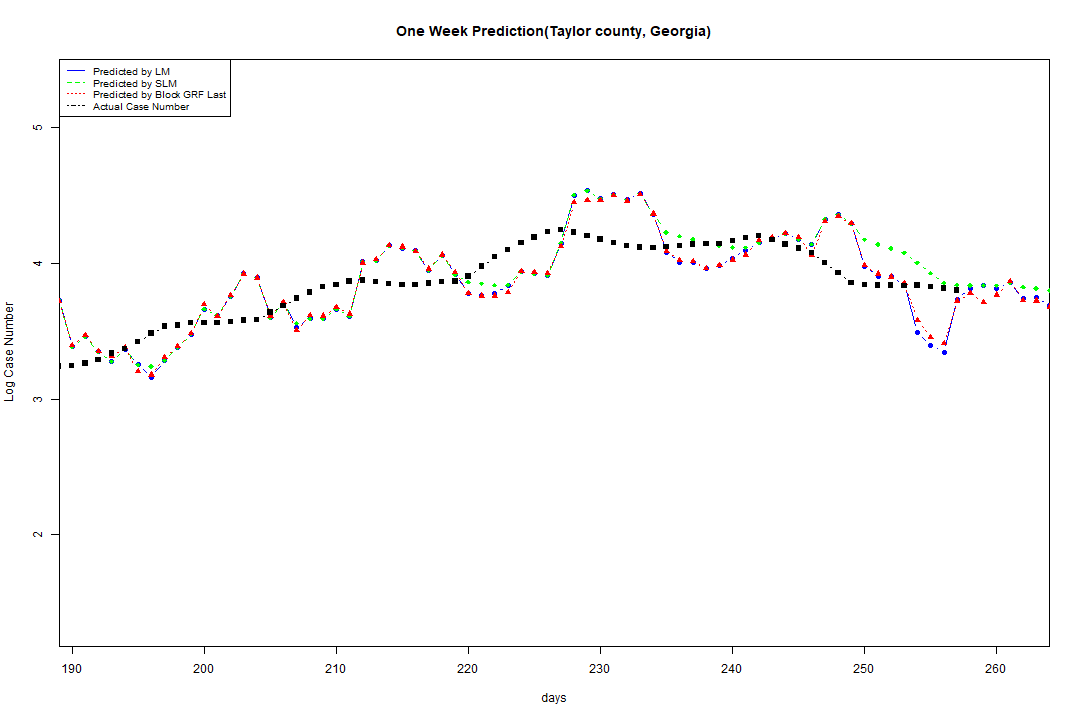 One Week Prediction(Taylor county, Georgia)
Predicted by LM
Predicted by SLM
Predicted by Block GRF Last
Actual Case Number
5
4
3
2
Log Case Number
190 200 210 220 230 240 250 260
days